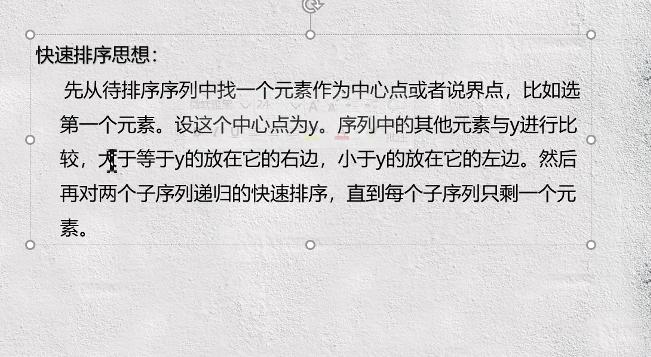 快速排序思想：
先从待排序序列中找一个元素作为中心点或者说界点，比如选
第一个元素。设这个中心点为y。序列中的其他元素与y进行比
较，大于等于y的放在它的右边，小于y的放在它的左边。然后
再对两个子序列递归的快速排序，直到每个子序列只剩一个元
素。